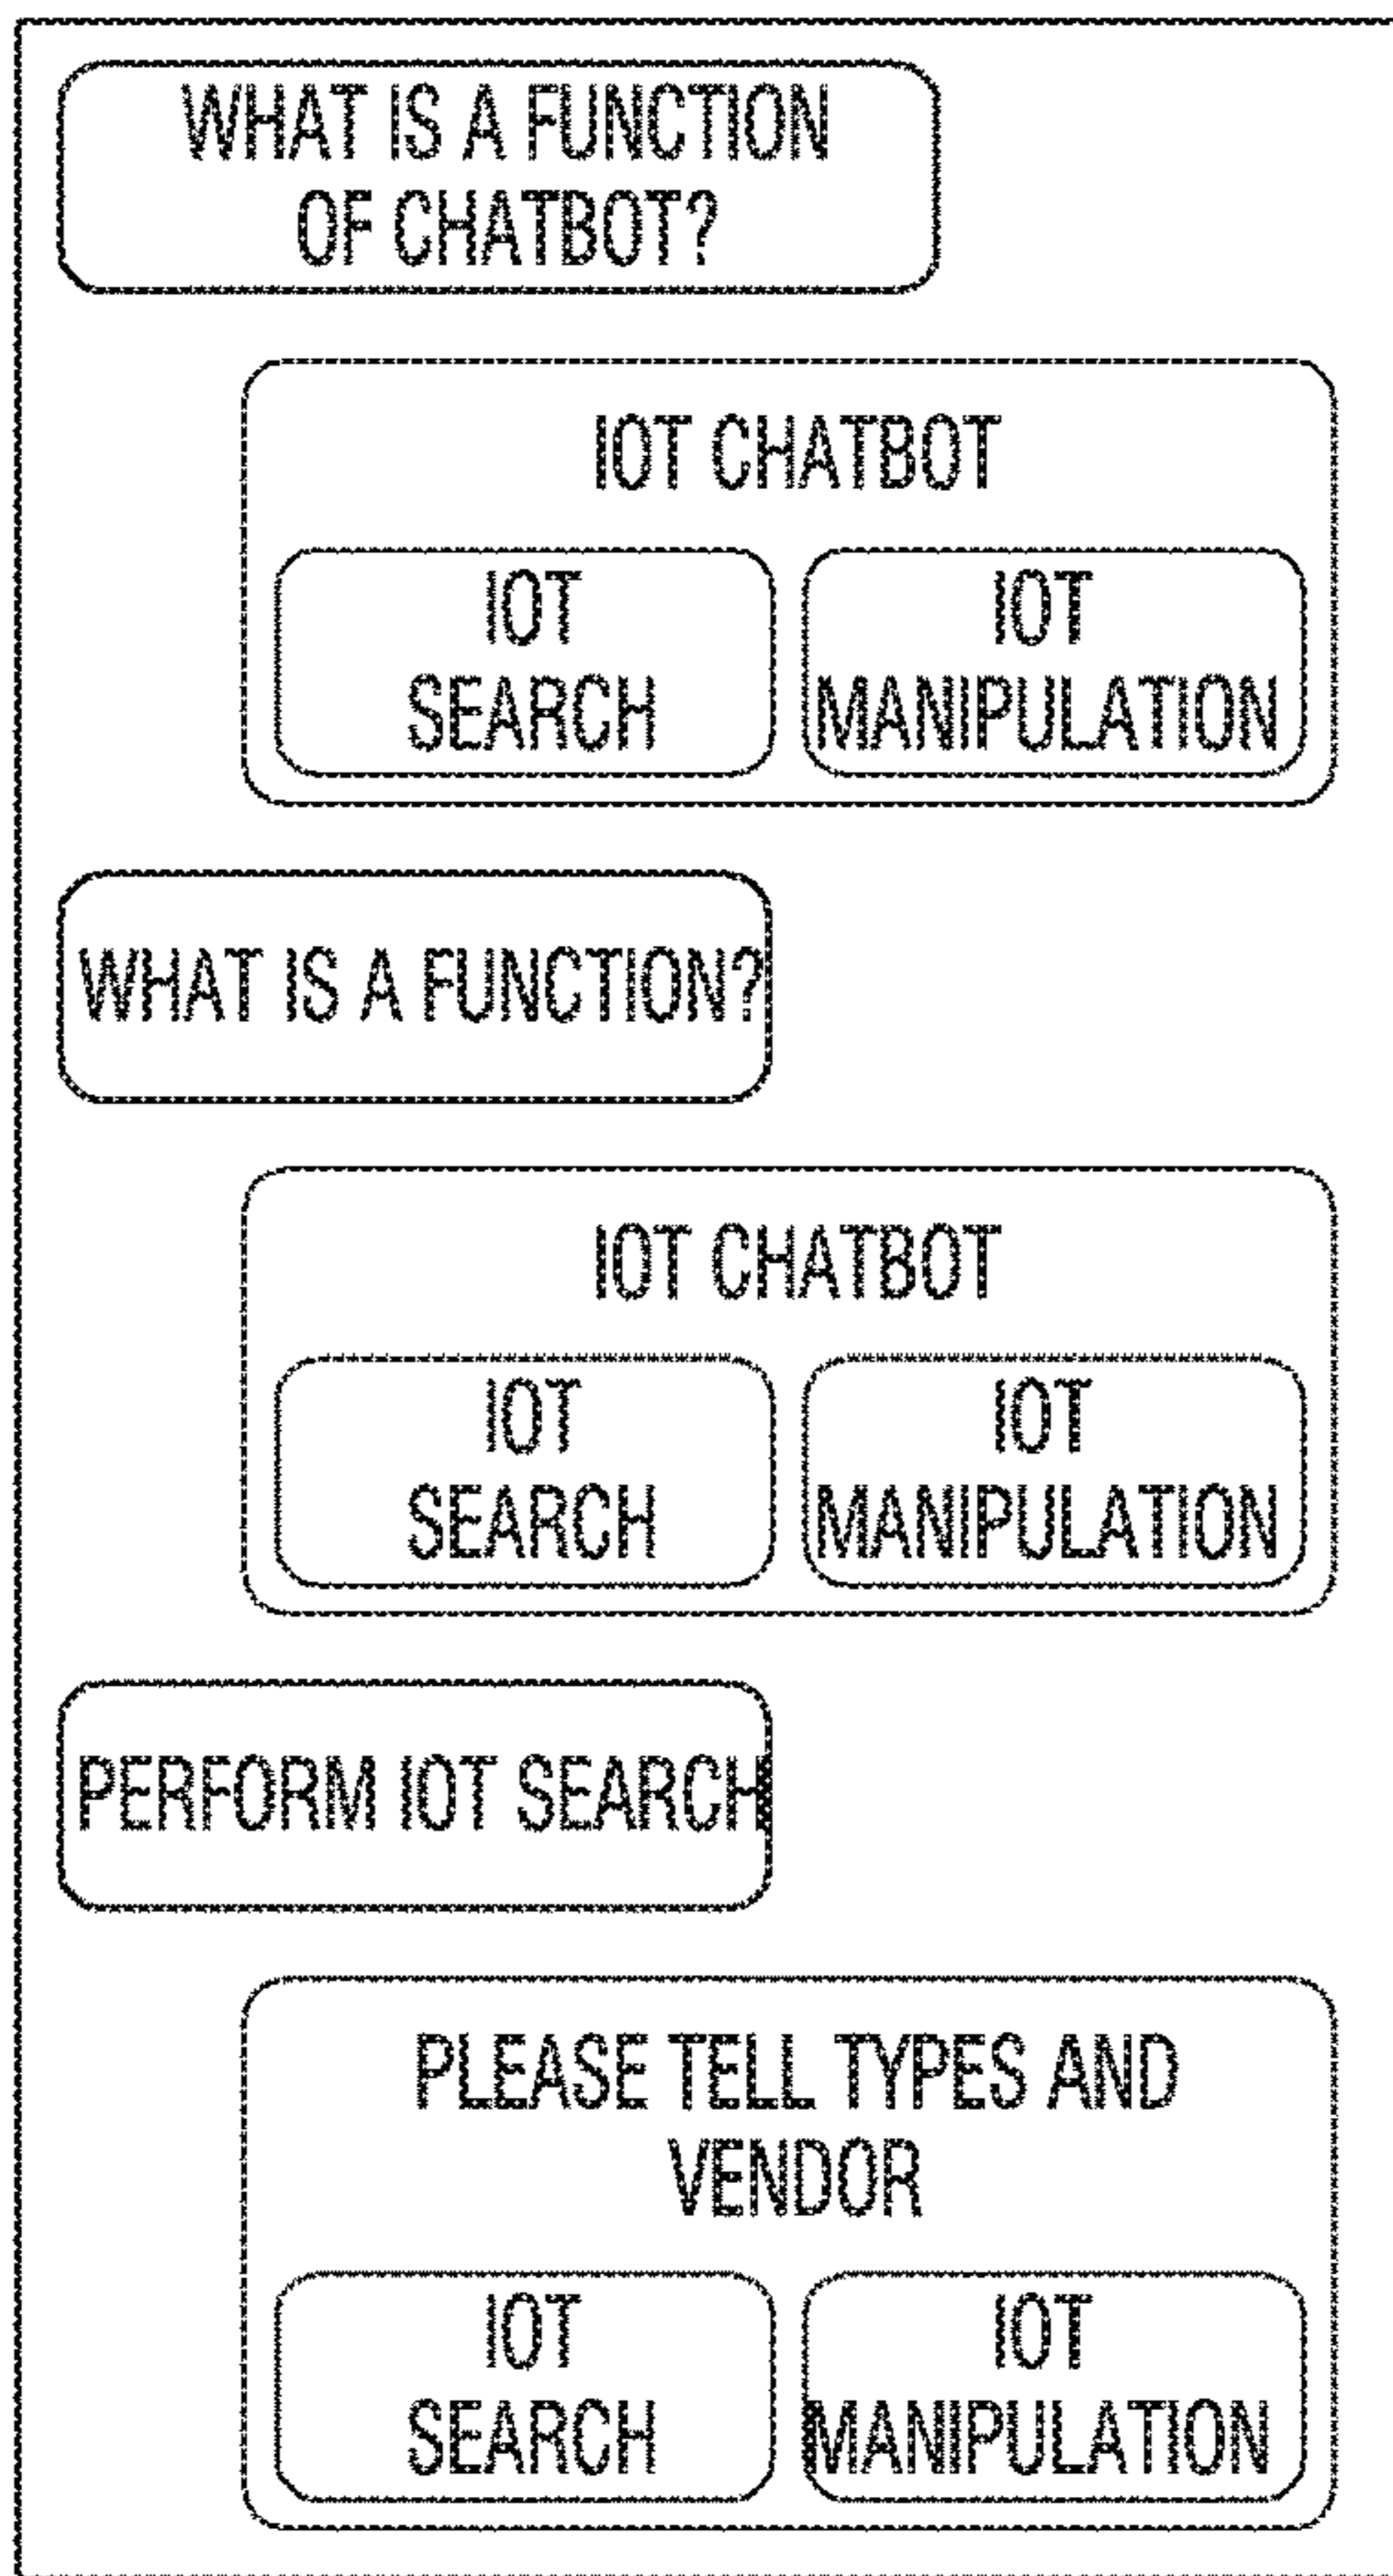 WHAT IS A FUNCTION
OF CHATBOT?
IOT CHATBOT
IOT
SEARCH
IOT
MANIPULATION
WHAT IS A FUNCTION?
IOT CHATBOT
IOT
SEARCH
IOT
MANIPULATION
PERFORM IOT SEARCH
PLEASE TELL TYPES AND
VENDOR
IOT
SEARCH
IOT
MANIPULATION